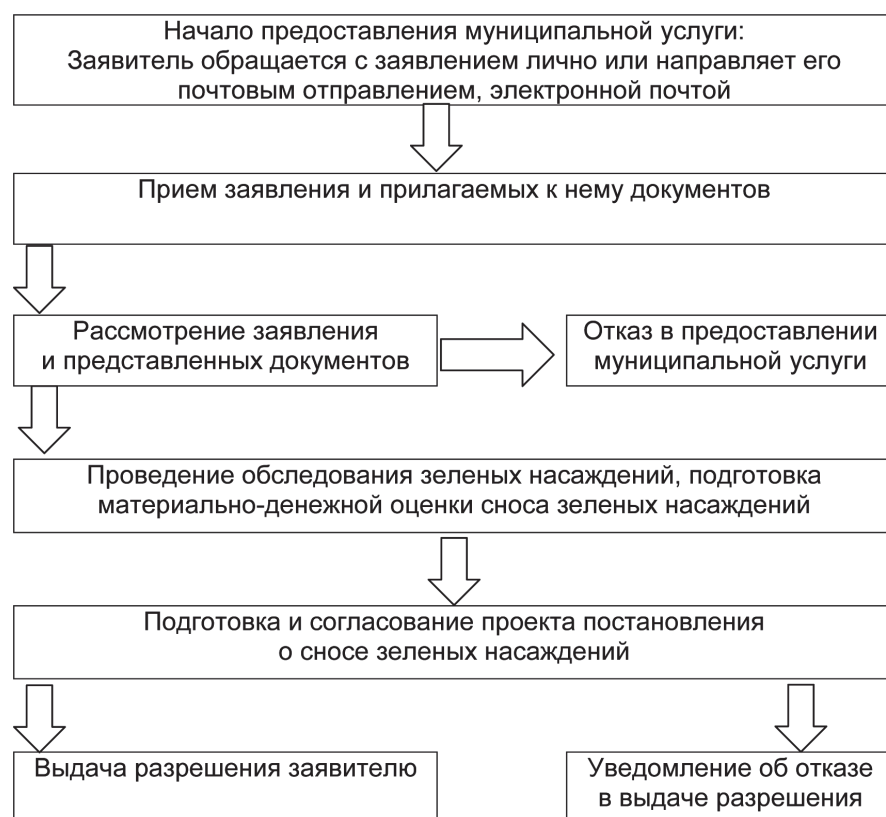 Начало предоставления муниципальной услуги:
Заявитель обращается с заявлением лично или направляет его
почтовым отправлением, электронной почтой
Прием заявления и прилагаемых к нему документов
Рассмотрение заявления
и представленных документов
Отказ в предоставлении
муниципальной услуги
Проведение обследования зеленых насаждений, подготовка
материально-денежной оценки сноса зеленых насаждений
Подготовка и согласование проекта постановления
о сносе зеленых насаждений
Выдача разрешения заявителю
Уведомление об отказе
в выдаче разрешения